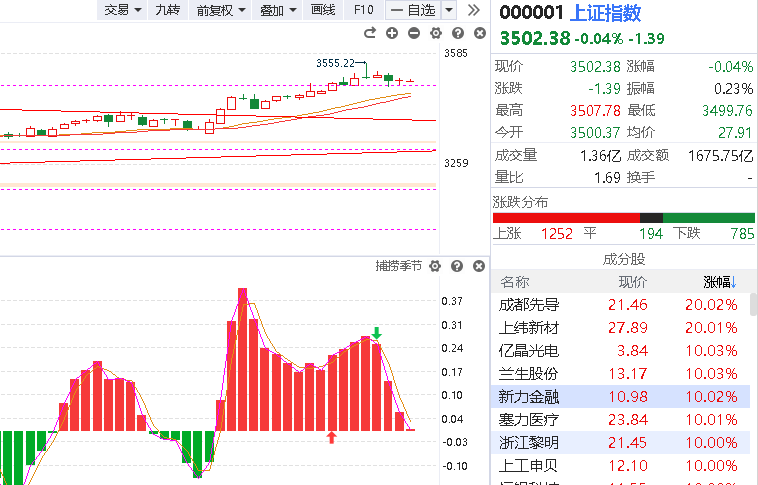 交易 九转 前复权 叠加 画线 F10 一 自选
3555.22
3585
3259
捕捞季节
0.37
0.31
0.24
0.17
0.10
0.04
-0.03
-0.10
000001 上证指数
3502.38 -0.04% -1.39
现价 3502.38 涨幅 -0.04%
涨跌 -1.39 振幅 0.23%
最高 3507.78 最低 3499.76
今开 3500.37 均价 27.91
成交量 1.36亿 成交额 1675.75亿
量比 1.69 换手 -
涨跌分布
上涨 1252 平 194 下跌 785
成分股
名称 现价 涨幅↓
成都先导 21.46 20.02%
上纬新材 27.89 20.01%
亿晶光电 3.84 10.03%
兰生股份 13.17 10.03%
新力金融 10.98 10.02%
塞力医疗 23.84 10.01%
浙江黎明 21.45 10.00%
上工申贝 12.10 10.00%